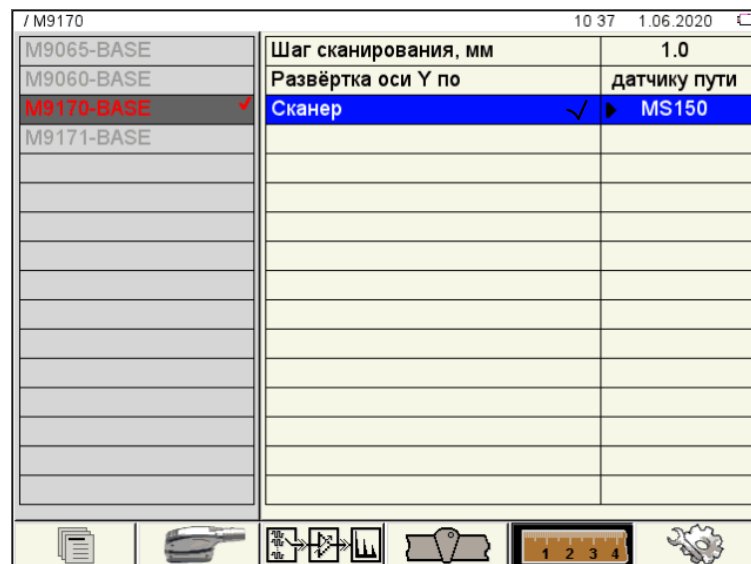 / M9170 10 37 1.06.2020
M9065-BASE
M9060-BASE
M9170-BASE
M9171-BASE
Шаг сканирования, мм 1.0
Развёртка оси Y по датчику пути
Сканер MS150
1 2 3 4